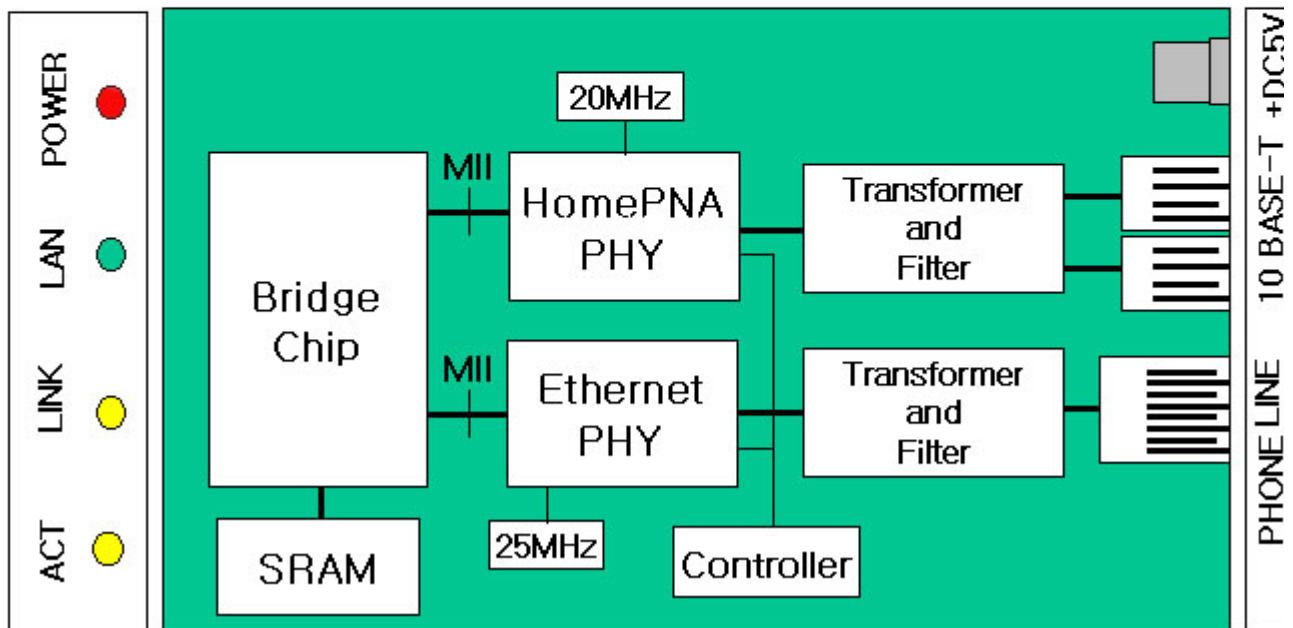 POWER
LAN
LINK
ACT
20MHz
MII
HomePNA
PHY
Transformer
and
Filter
Bridge
Chip
MII
Ethernet
PHY
Transformer
and
Filter
SRAM
25MHz
Controller
+DC5V
10 BASE-T
PHONE LINE